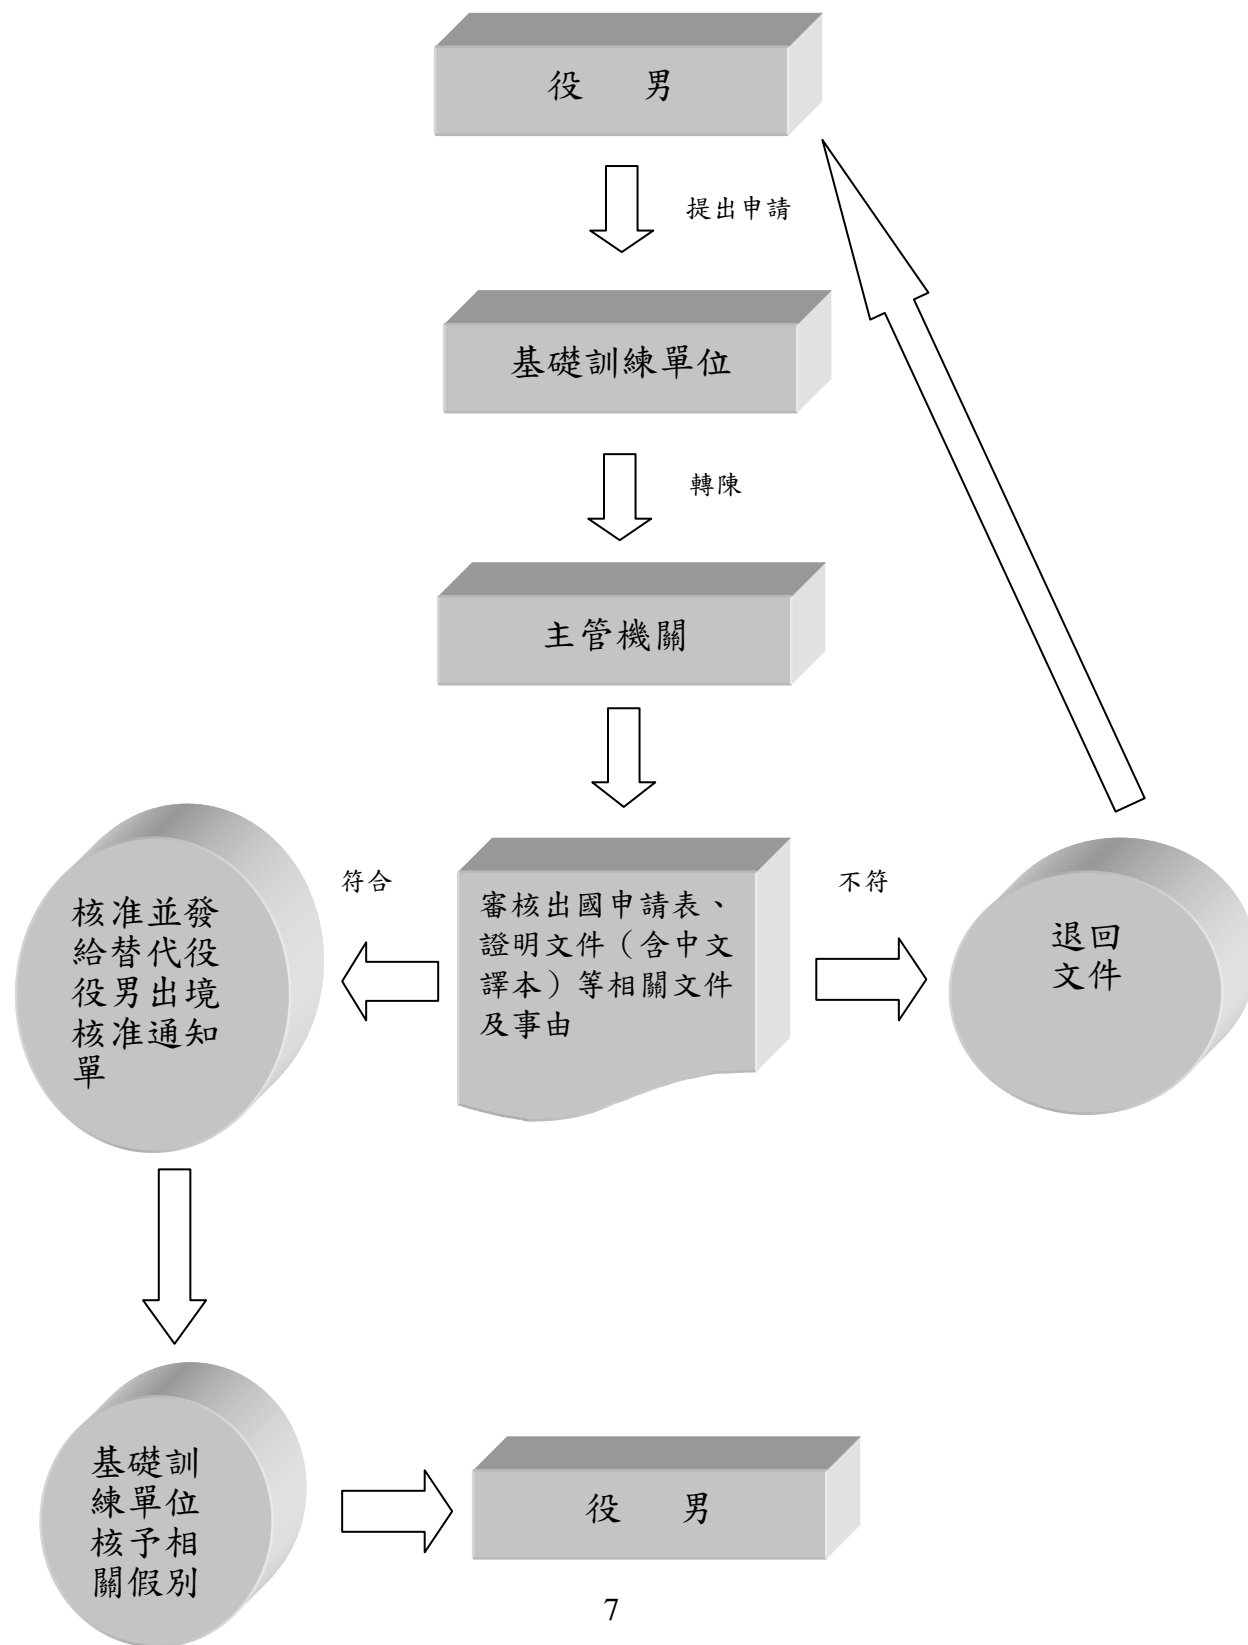 役 男
提出申請
基礎訓練單位
轉陳
主管機關
符合
不符
核准並發
給替代役
役男出境
核准通知
單
審核出國申請表、
證明文件（含中文
譯本）等相關文件
及事由
退回
文件
基礎訓
練單位
核予相
關假別
役 男
7